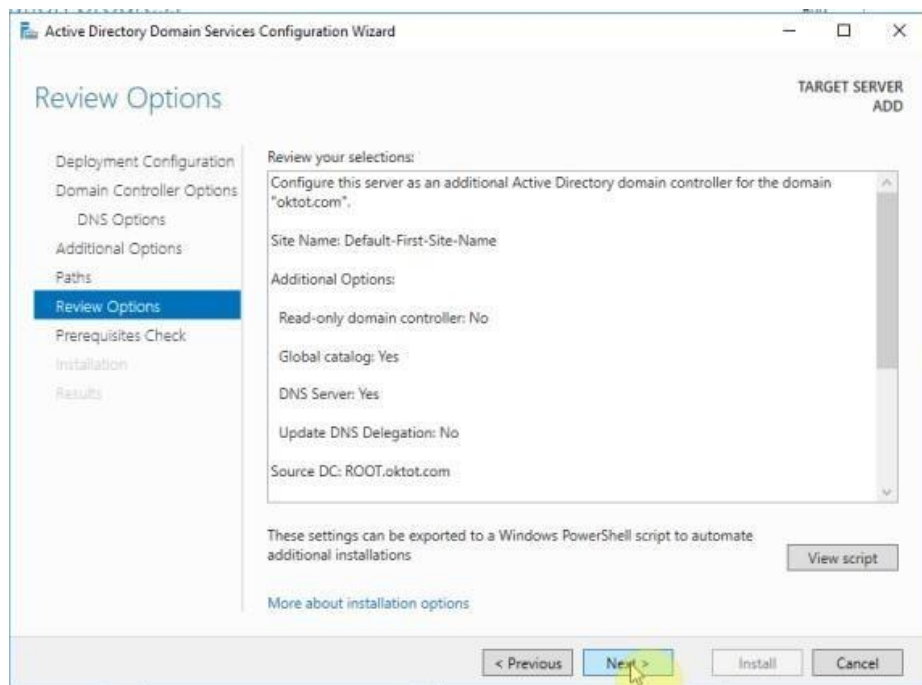 Active Directory Domain Services Configuration Wizard
Review Options
TARGET SERVER
ADD
Deployment Configuration
Domain Controller Options
DNS Options
Additional Options
Paths
Review Options
Prerequisites Check
Installation
Results
Review your selections:
Configure this server as an additional Active Directory domain controller for the domain
"oktot.com".
Site Name: Default-First-Site-Name
Additional Options:
Read-only domain controller: No
Global catalog: Yes
DNS Server: Yes
Update DNS Delegation: No
Source DC: ROOT.oktot.com
These settings can be exported to a Windows PowerShell script to automate
additional installations
View script
More about installation options
< Previous
Next >
Install
Cancel